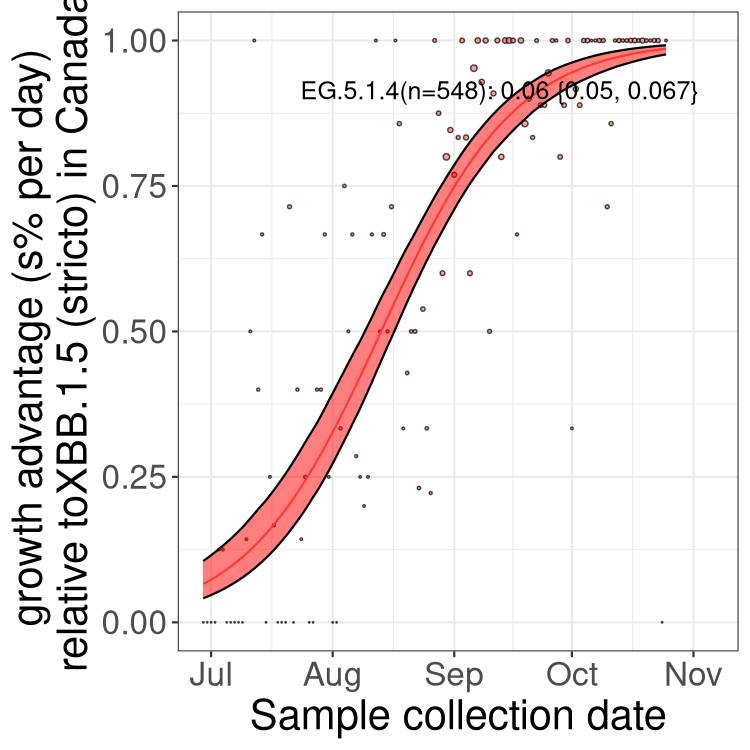 growth advantage (s% per day)
relative toXBB.1.5 (stricto) in Canada
1.00
0.75
0.50
0.25
0.00
EG.5.1.4(n=548): 0.06 {0.05, 0.067}
Jul Aug Sep Oct Nov
Sample collection date